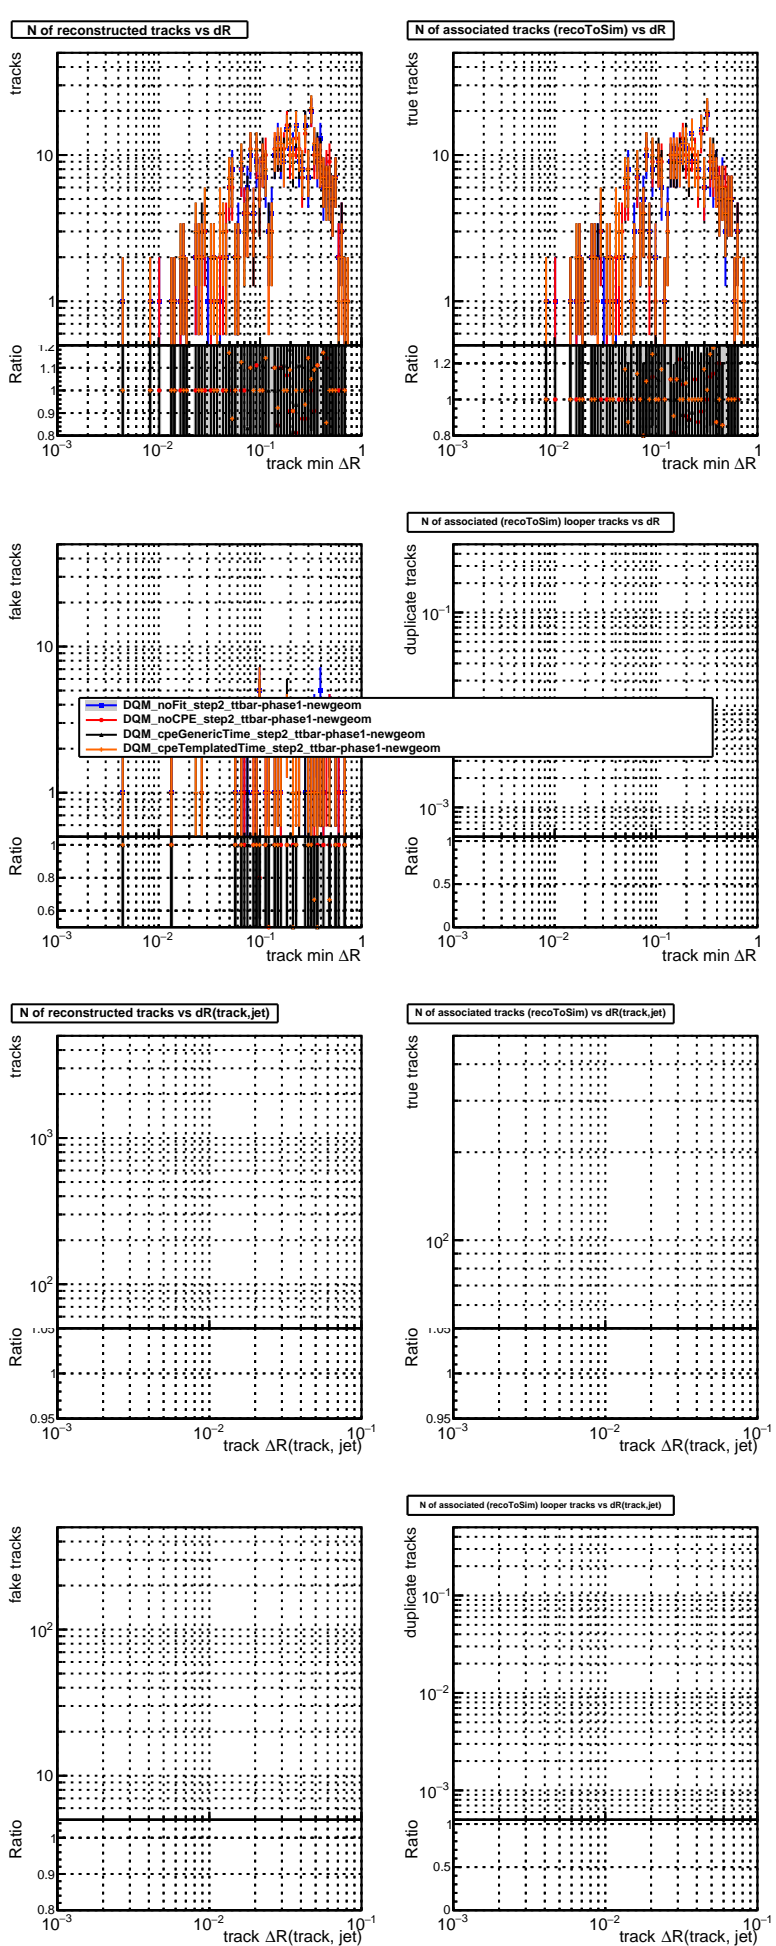 N of reconstructed tracks vs dR
tracks
10
1
Ratio
1.2
1.1
1
0.9
0.8
10−3 10−2 10−1 1
track min ΔR
N of associated tracks (recoToSim) vs dR
true tracks
10
1
Ratio
1.2
1
0.8
10−3 10−2 10−1 1
track min ΔR
fake tracks
10
1
Ratio
1
0.8
0.6
10−3 10−2 10−1 1
track min ΔR
N of associated (recoToSim) looper tracks vs dR
duplicate tracks
10−1
10−3
Ratio
1
0.5
0
10−3 10−2 10−1 1
track min ΔR
DQM_noFit_step2_ttbar-phase1-newgeom
DQM_noCPE_step2_ttbar-phase1-newgeom
DQM_cpeGenericTime_step2_ttbar-phase1-newgeom
DQM_cpeTemplatedTime_step2_ttbar-phase1-newgeom
N of reconstructed tracks vs dR(track,jet)
tracks
103
102
Ratio
1.05
1
0.95
10−3 10−2 10−1
track ΔR(track, jet)
N of associated tracks (recoToSim) vs dR(track,jet)
true tracks
102
Ratio
1.05
1
0.95
10−3 10−2 10−1
track ΔR(track, jet)
fake tracks
102
10
Ratio
1
0.9
0.8
10−3 10−2 10−1
track ΔR(track, jet)
N of associated (recoToSim) looper tracks vs dR(track,jet)
duplicate tracks
10−1
10−2
10−3
Ratio
1
0.5
0
10−3 10−2 10−1
track ΔR(track, jet)